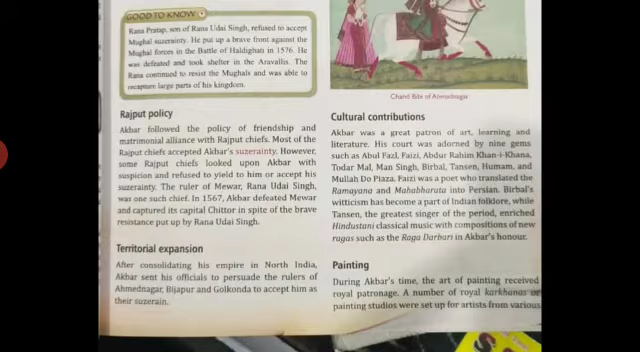 GOOD TO KNOW
Rana Pratap, son of Rana Udai Singh, refused to accept
Mughal suzerainty. He put up a brave front against the
Mughal forces in the Battle of Haldighati in 1576. He
was defeated and took shelter in the Aravallis. The
Rana continued to resist the Mughals and was able to
recapture large parts of his kingdom.
Rajput policy
Akbar followed the policy of friendship and
matrimonial alliance with Rajput chiefs. Most of the
Rajput chiefs accepted Akbar's suzerainty. However,
some Rajput chiefs looked upon Akbar with
suspicion and refused to yield to him or accept his
suzerainty. The ruler of Mewar, Rana Udai Singh,
was one such chief. In 1567, Akbar defeated Mewar
and captured its capital Chittor in spite of the brave
resistance put up by Rana Udai Singh.
Territorial expansion
After consolidating his empire in North India,
Akbar sent his officials to persuade the rulers of
Ahmednagar, Bijapur and Golkonda to accept him as
their suzerain.
Chand Bibi of Ahmednagar
Cultural contributions
Akbar was a great patron of art, learning and
literature. His court was adorned by nine gems
such as Abul Fazl, Faizi, Abdur Rahim Khan-i-Khana,
Todar Mal, Man Singh, Birbal, Tansen, Humam, and
Mullah Do Piaza. Faizi was a poet who translated the
Ramayana and Mahabharata into Persian. Birbal's
witticism has become a part of Indian folklore, while
Tansen, the greatest singer of the period, enriched
Hindustani classical music with compositions of new
ragas such as the Raga Darbari in Akbar's honour.
Painting
During Akbar's time, the art of painting received
royal patronage. A number of royal karkhanas or
painting studios were set up for artists from various